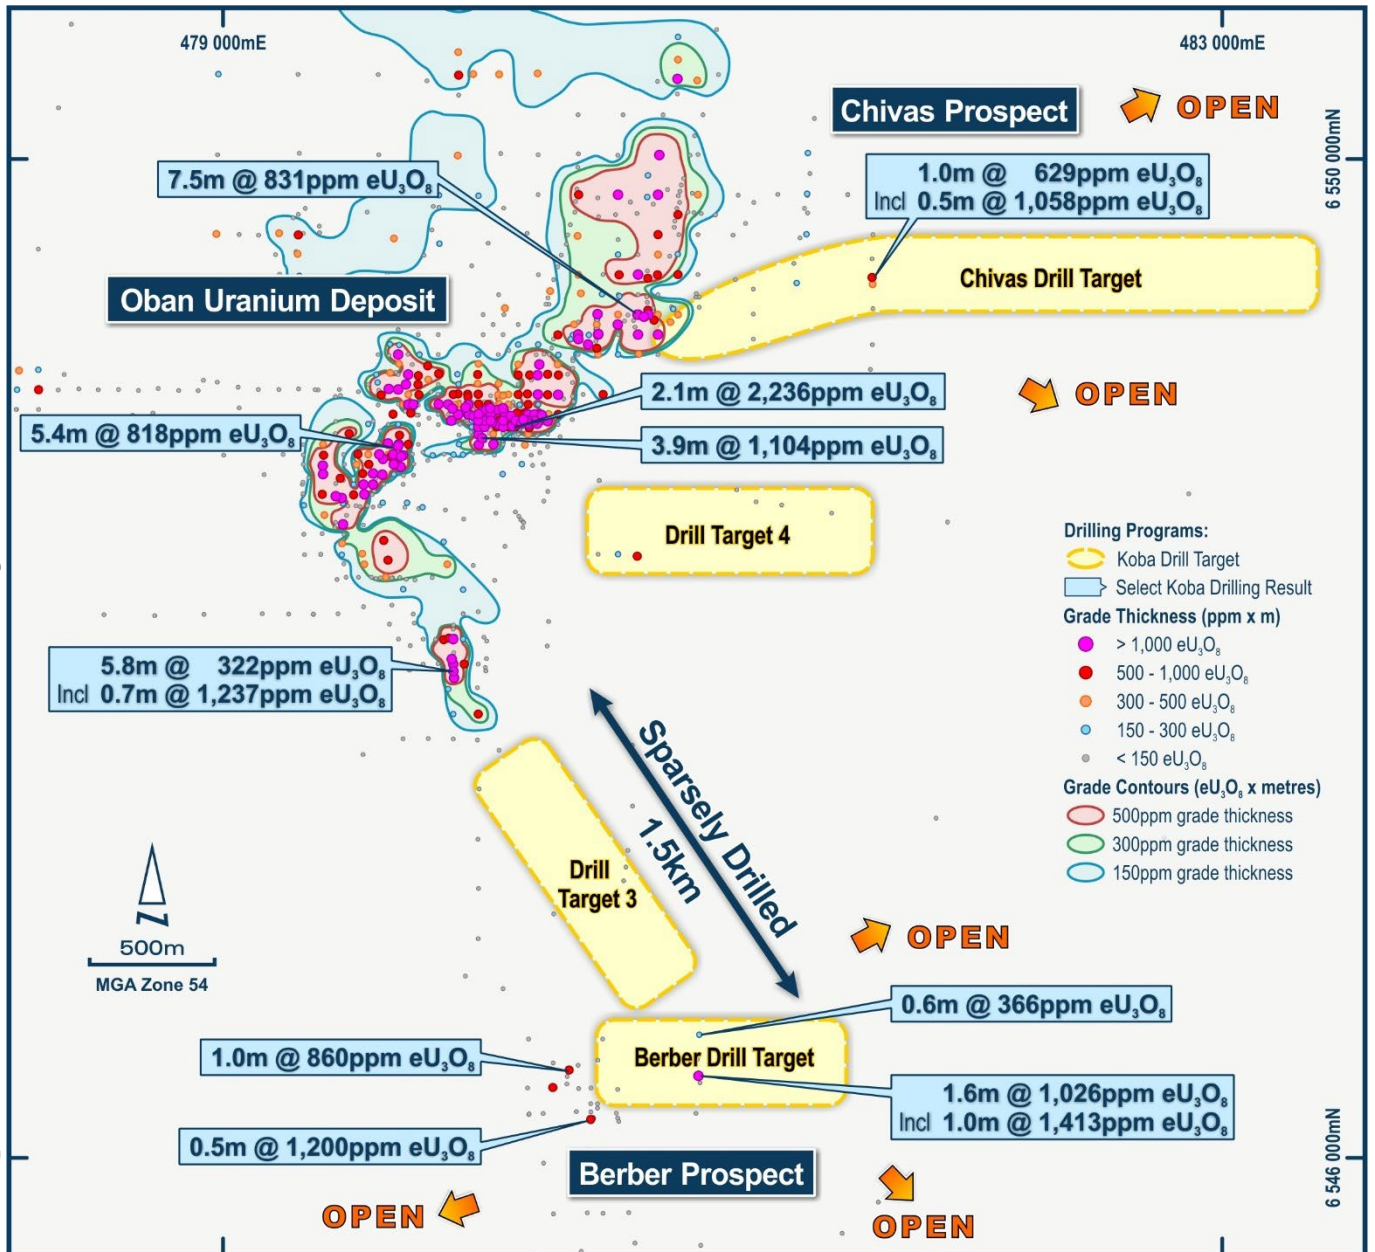 479 000mE
483 000mE
Chivas Prospect
OPEN
6 550 000mN
7.5m @ 831ppm eU₃O₈
1.0m @ 629ppm eU₃O₈
Incl 0.5m @ 1,058ppm eU₃O₈
Oban Uranium Deposit
Chivas Drill Target
2.1m @ 2,236ppm eU₃O₈
OPEN
5.4m @ 818ppm eU₃O₈
3.9m @ 1,104ppm eU₃O₈
Drill Target 4
Drilling Programs:
Koba Drill Target
Select Koba Drilling Result
Grade Thickness (ppm x m)
> 1,000 eU₃O₈
500 - 1,000 eU₃O₈
300 - 500 eU₃O₈
150 - 300 eU₃O₈
< 150 eU₃O₈
Grade Contours (eU₃O₈ x metres)
500ppm grade thickness
300ppm grade thickness
150ppm grade thickness
5.8m @ 322ppm eU₃O₈
Incl 0.7m @ 1,237ppm eU₃O₈
Sparsely Drilled
1.5km
Drill
Target 3
N
500m
MGA Zone 54
OPEN
0.6m @ 366ppm eU₃O₈
1.0m @ 860ppm eU₃O₈
Berber Drill Target
1.6m @ 1,026ppm eU₃O₈
Incl 1.0m @ 1,413ppm eU₃O₈
0.5m @ 1,200ppm eU₃O₈
Berber Prospect
6 546 000mN
OPEN
OPEN